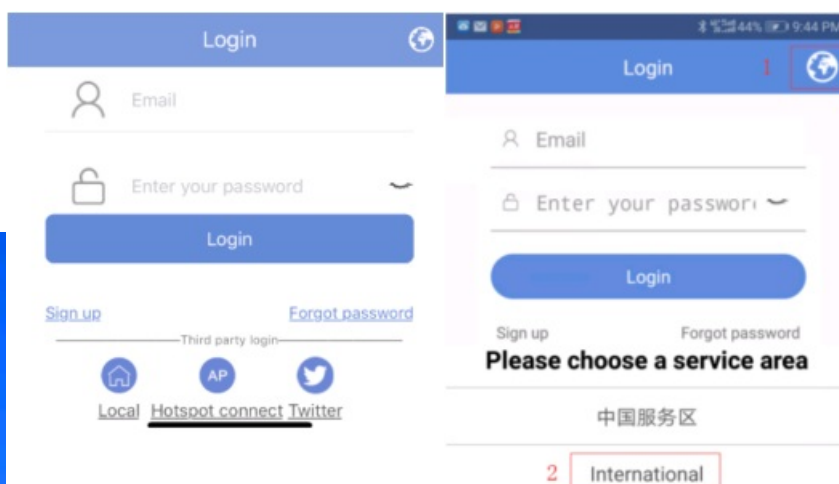 Login
Email
Enter your password
Login
Sign up Forgot password
Third party login
AP
Local Hotspot connect Twitter
44% 9:44 PM
Login 1
Email
Enter your passwor
Login
Sign up Forgot password
Please choose a service area
中国服务区
2 International